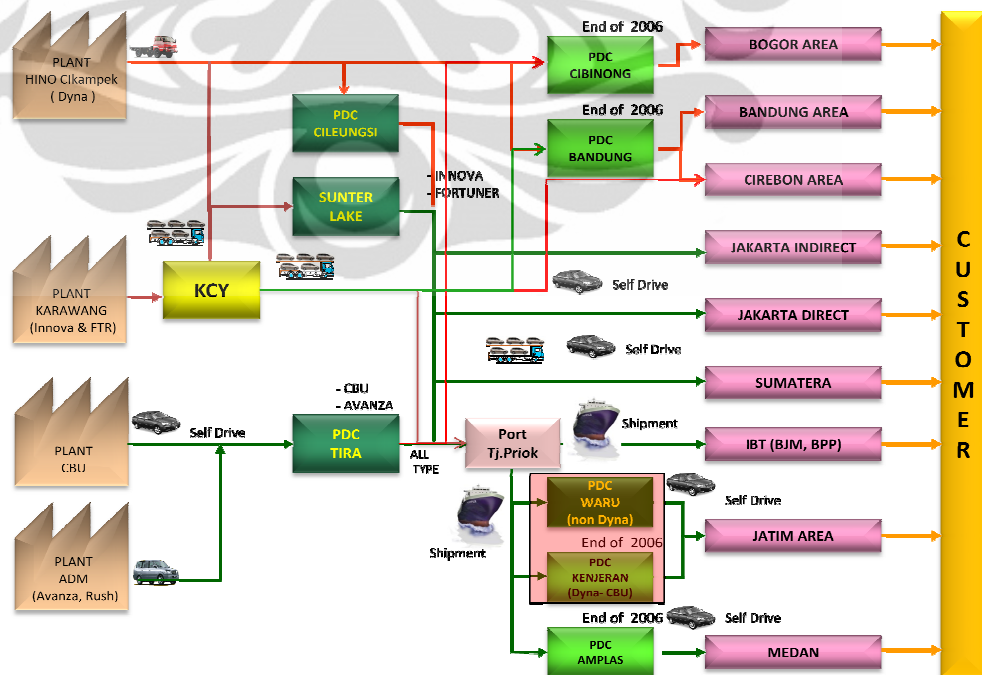 PLANT
HINO CIkampek
( Dyna )
End of  2006
PDC
CIBINONG
BOGOR AREA
PDC
CILEUNGSI
End of  2006
PDC
BANDUNG
BANDUNG AREA
- INNOVA
- FORTUNER
CIREBON AREA
SUNTER
LAKE
JAKARTA INDIRECT
PLANT
KARAWANG
(Innova & FTR)
KCY
Self Drive
JAKARTA DIRECT
Self Drive
SUMATERA
- CBU
- AVANZA
PLANT
CBU
Self Drive
PDC
TIRA
ALL
TYPE
Port
Tj.Priok
Shipment
IBT (BJM, BPP)
PDC
WARU
(non Dyna)
Self Drive
Shipment
End of  2006
JATIM AREA
PLANT
ADM
(Avanza, Rush)
PDC
KENJERAN
(Dyna- CBU)
End of  2006
Self Drive
PDC
AMPLAS
MEDAN
C
U
S
T
O
M
E
R